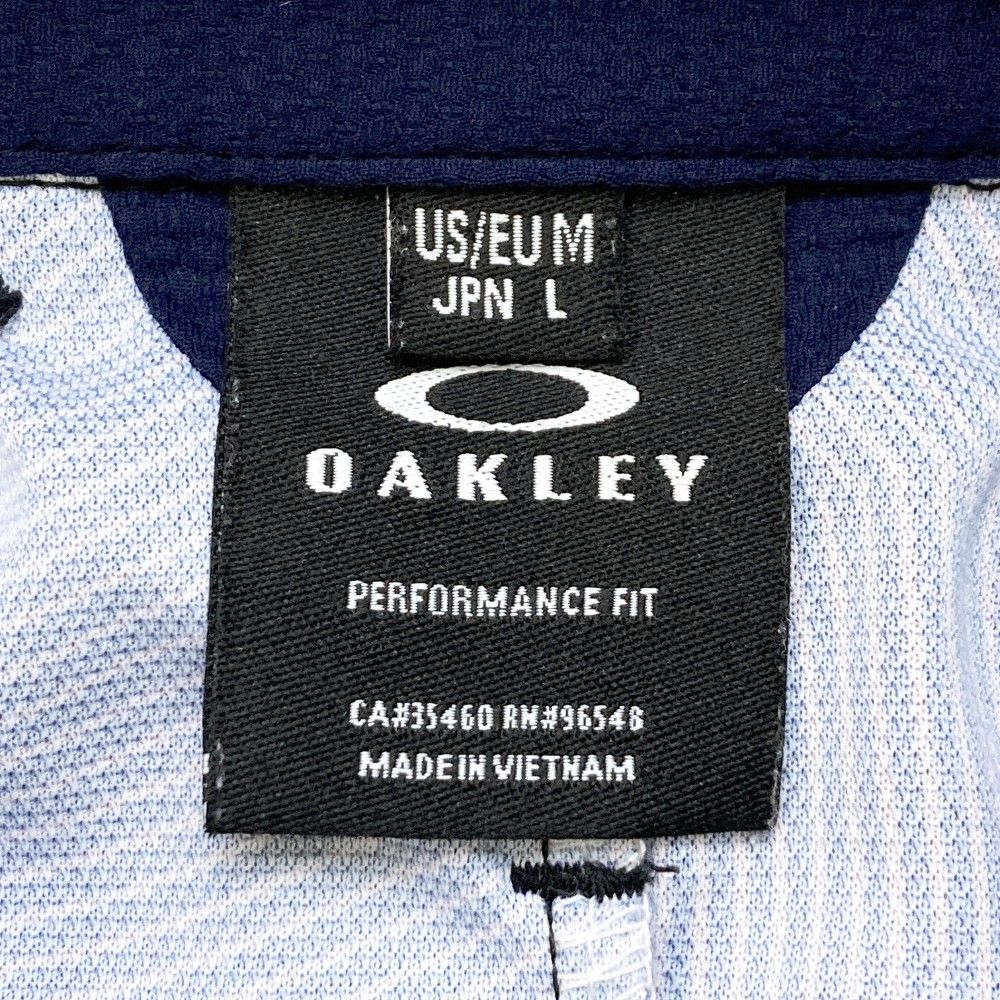 US/EU M
JPN L
OAKLEY
PERFORMANCE FIT
CA#35460 RN#96548
MADE IN VIETNAM